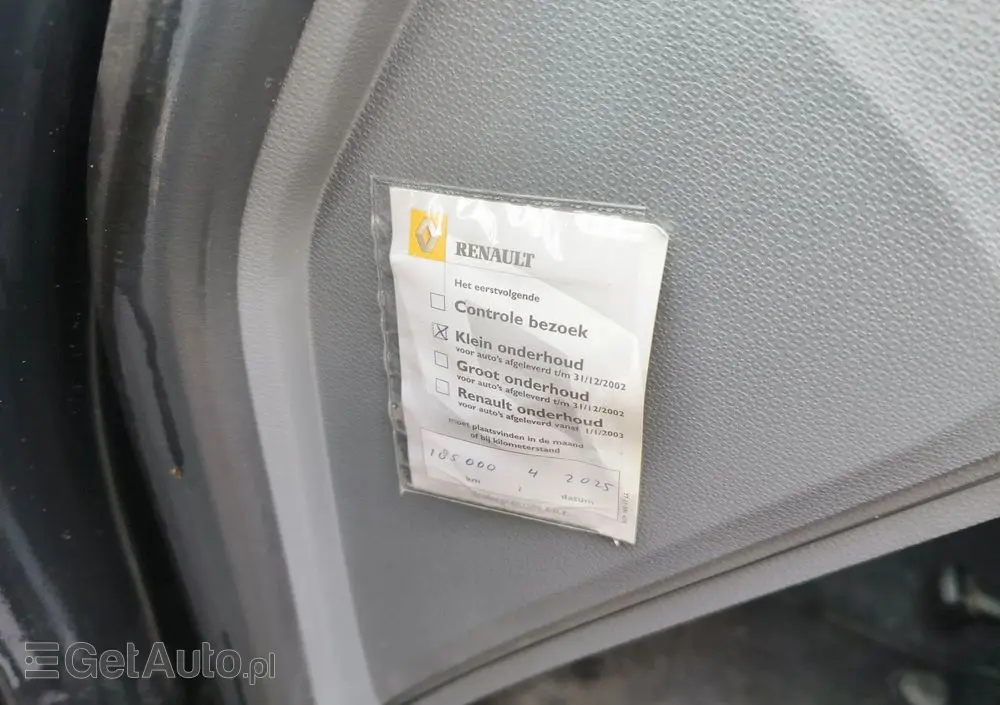 RENAULT
Het eerstvolgende
Controle bezoek
Klein onderhoud
voor auto's afgeleverd t/m 31/12/2002
Groot onderhoud
voor auto's afgeleverd t/m 31/12/2002
Renault onderhoud
voor auto's afgeleverd vanaf 1/1/2003
moet plaatsvinden in de maand
of bij kilometerstand
185000 4 2025
km / datum
GetAuto.pl